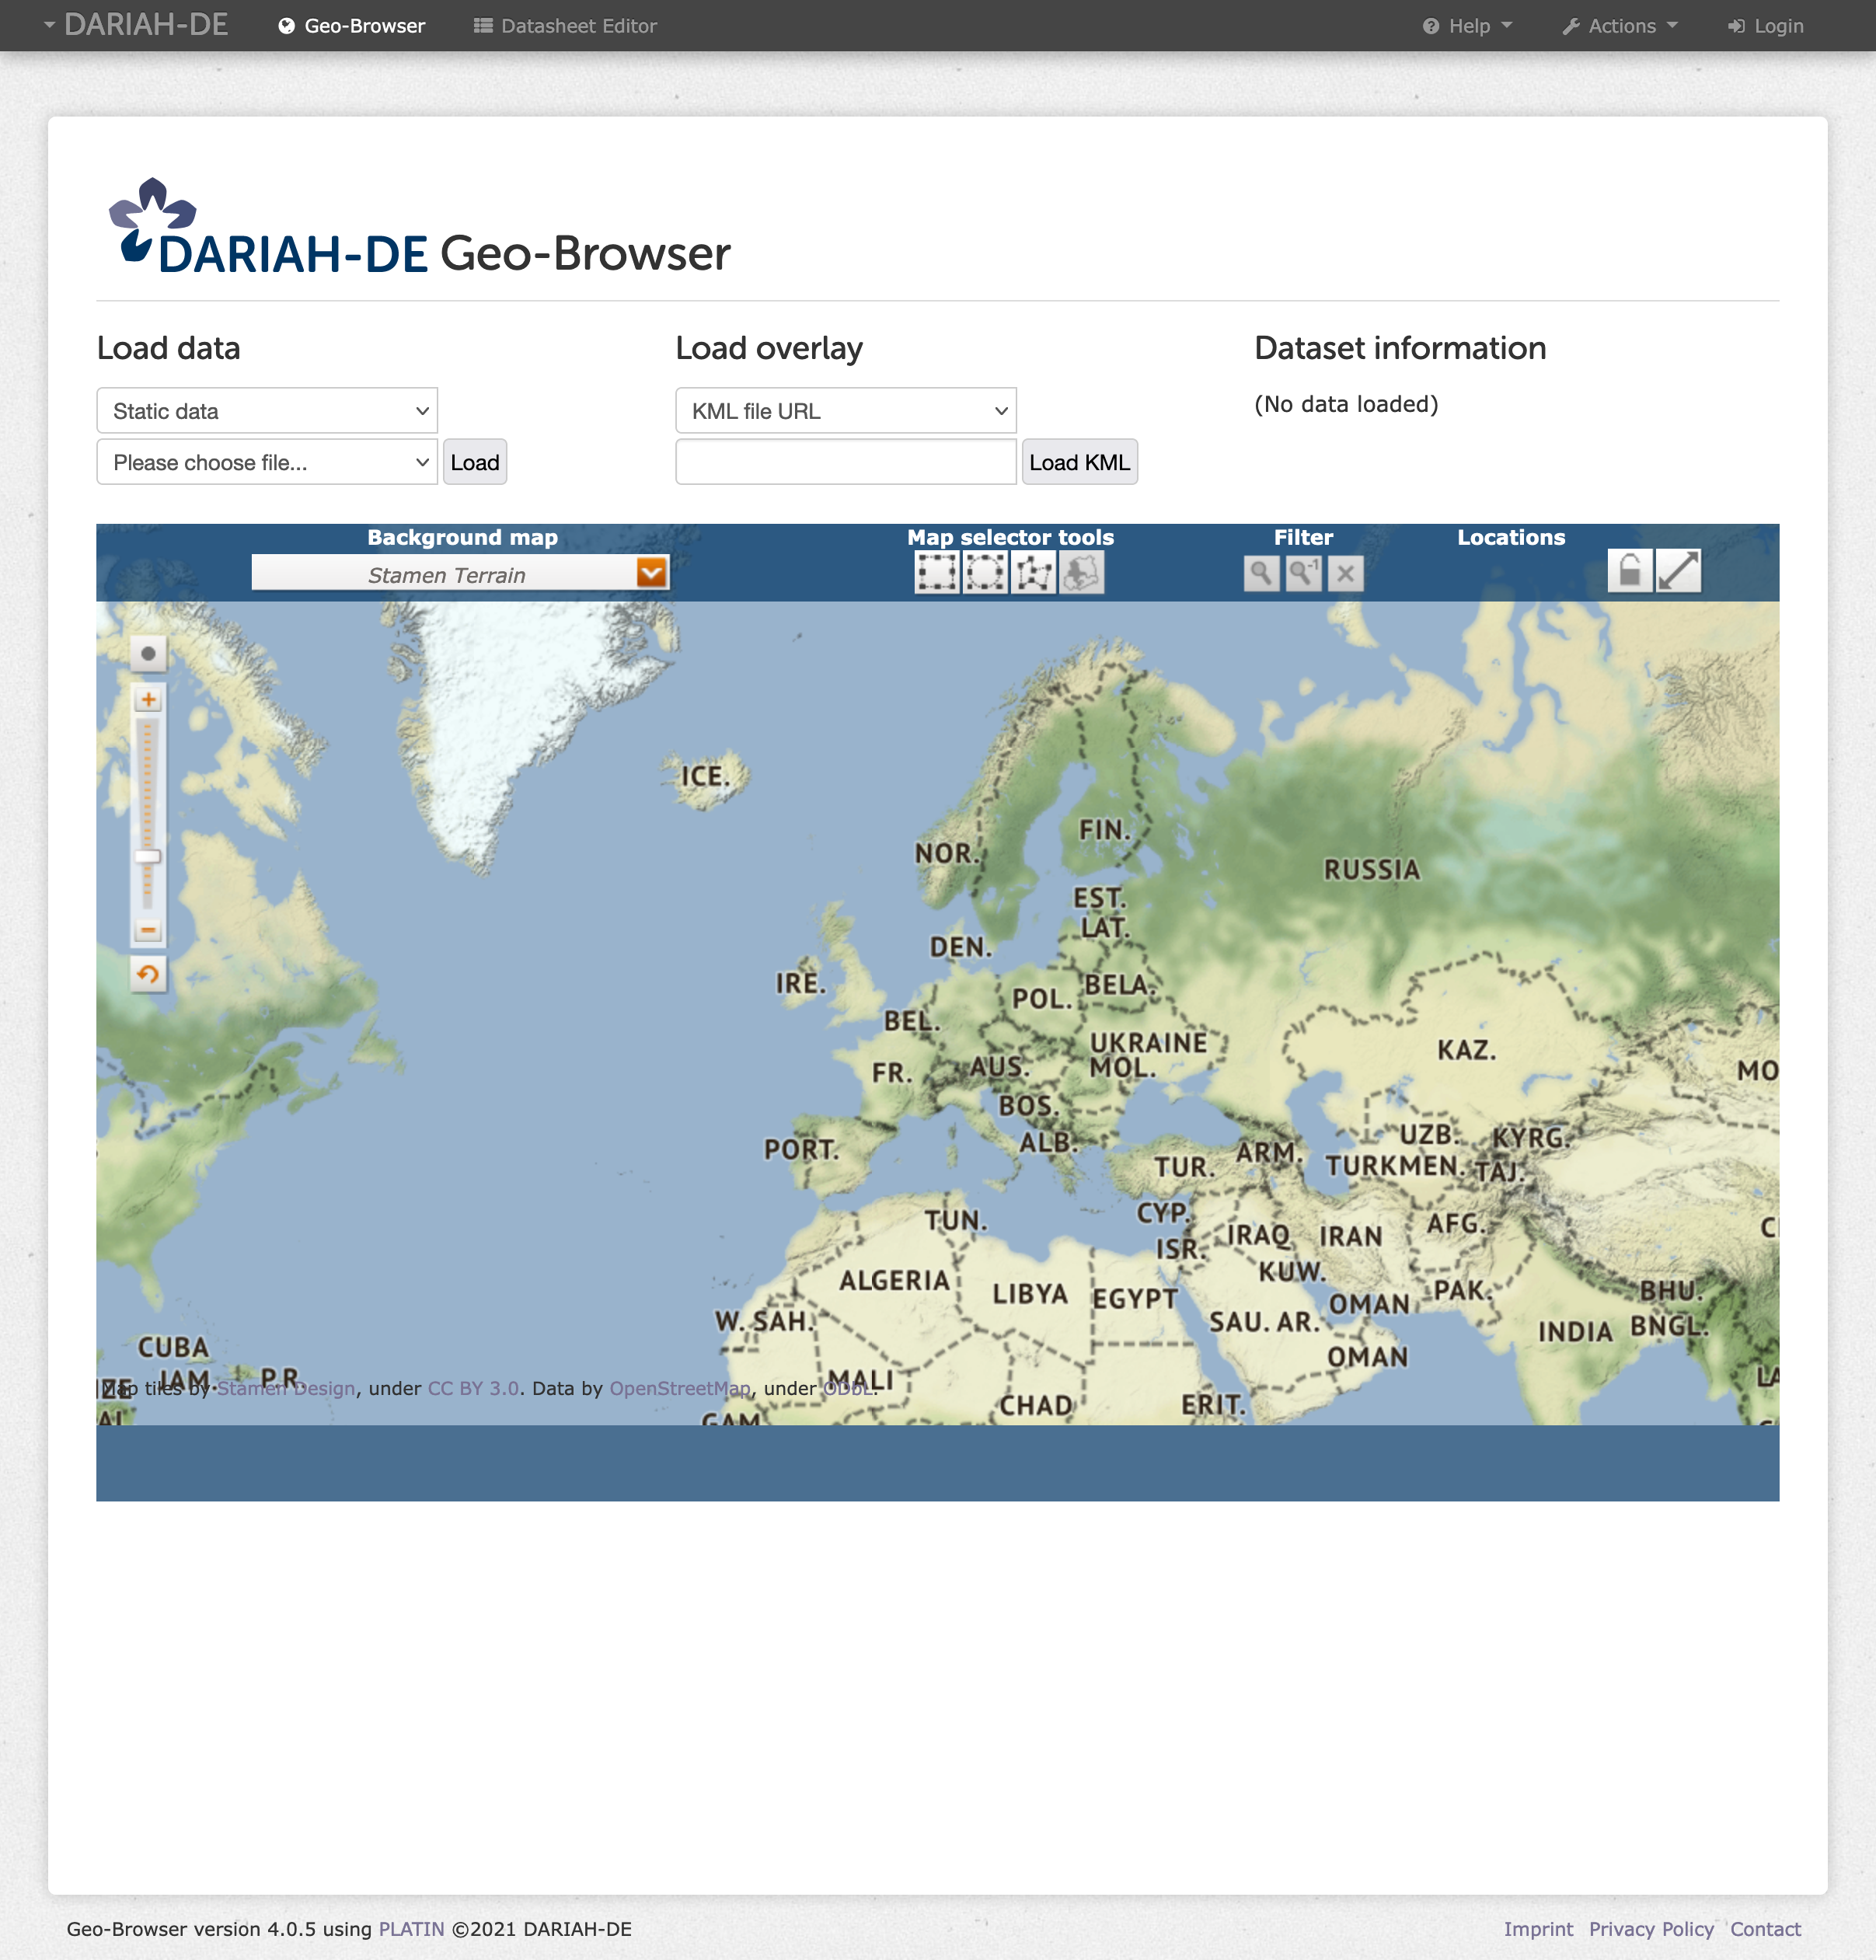 DARIAH-DE Geo-Browser Datasheet Editor Help Actions Login
DARIAH-DE Geo-Browser
Load data Load overlay Dataset information
Static data KML file URL (No data loaded)
Please choose file... Load Load KML
Background map Map selector tools Filter Locations
Stamen Terrain -1
ICE.
FIN.
NOR.
RUSSIA
EST.
LAT.
DEN.
IRE. BELA.
POL.
BEL.
UKRAINE
KAZ.
FR. AUS. MOL. MO
BOS.
UZB. KYRG.
PORT. ALB. ARM.
TUR. TURKMEN. TAJ.
TUN. CYP. AFG.
IRAQ IRAN
ISR.
ALGERIA KUW.
LIBYA EGYPT OMAN PAK. BHU.
W. SAH. SAU. AR. INDIA BNGL.
CUBA OMAN
JAM. P.R. MALI LA
Map tiles by Stamen Design, under CC BY 3.0. Data by OpenStreetMap, under ODbL.
CHAD ERIT.
GAM
Geo-Browser version 4.0.5 using PLATIN ©2021 DARIAH-DE Imprint Privacy Policy Contact